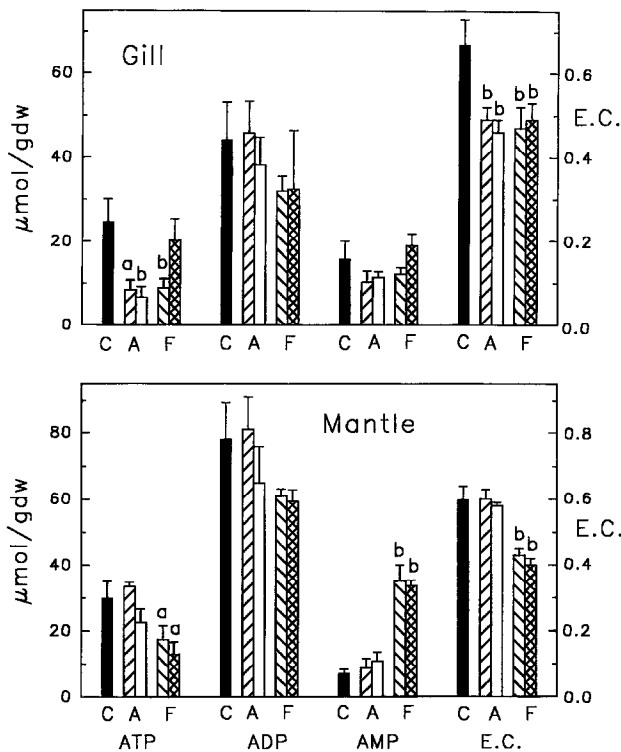 Gill
60
40
20
0
μmol/gdw
0.6
0.4
0.2
0.0
E.C.
a b b
b b b b
C A F C A F C A F C A F
Mantle
80
60
40
20
0
μmol/gdw
0.8
0.6
0.4
0.2
0.0
E.C.
a a
b b
b b
C A F C A F C A F C A F
ATP ADP AMP E.C.